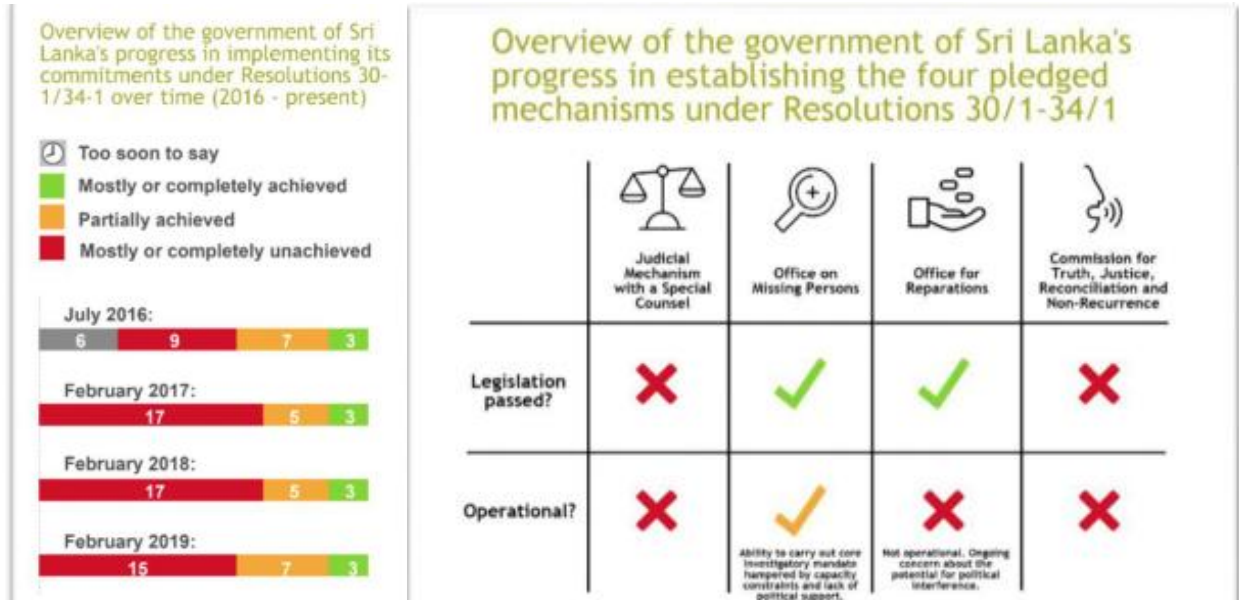 Overview of the government of Sri
Lanka's progress in implementing its
commitments under Resolutions 30-
1/34-1 over time (2016 - present)
Too soon to say
Mostly or completely achieved
Partially achieved
Mostly or completely unachieved
July 2016:
6 9 7 3
February 2017:
17 5 3
February 2018:
17 5 3
February 2019:
15 7 3
Overview of the government of Sri Lanka's
progress in establishing the four pledged
mechanisms under Resolutions 30/1-34/1
Judicial
Mechanism
with a Special
Counsel
Office on
Missing Persons
Office for
Reparations
Commission for
Truth, Justice,
Reconciliation and
Non-Recurrence
Legislation
passed?
Operational?
Ability to carry out core
investigatory mandate
hampered by capacity
constraints and lack of
political support.
Not operational. Ongoing
concern about the
potential for political
interference.